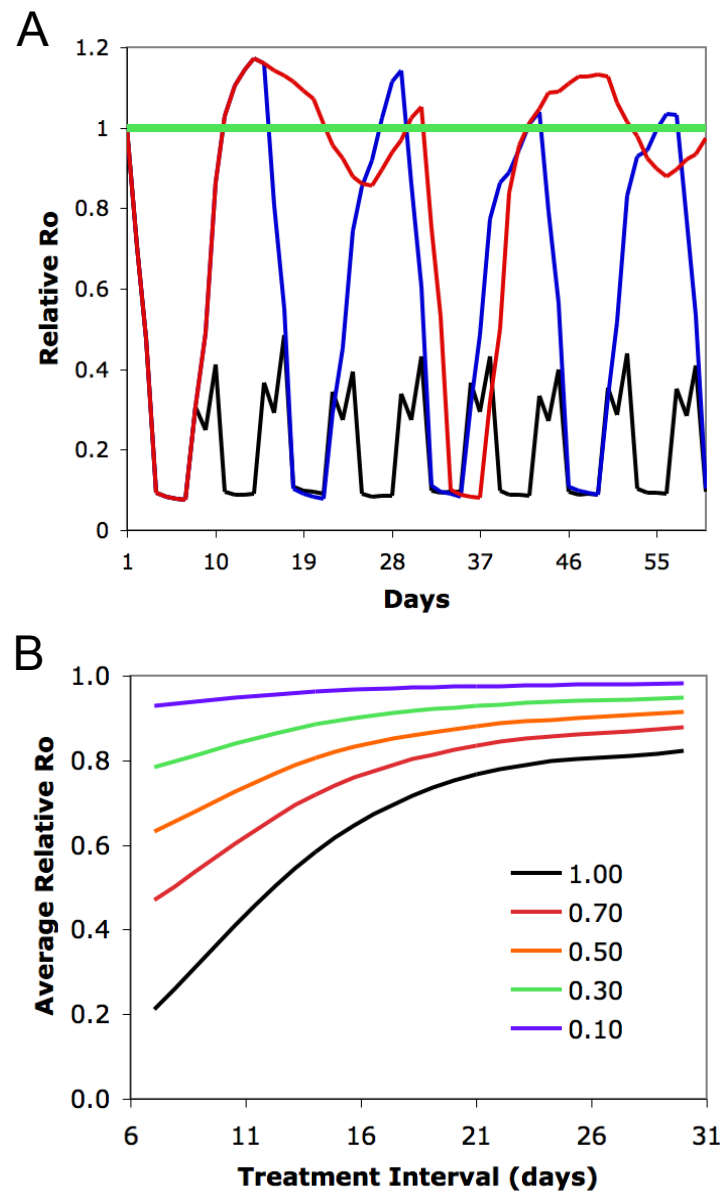 A
1.2
1
0.8
0.6
0.4
0.2
0
Relative Ro
1 10 19 28 37 46 55
Days
B
1.0
0.8
0.6
0.4
0.2
0.0
Average Relative Ro
1.00
0.70
0.50
0.30
0.10
6 11 16 21 26 31
Treatment Interval (days)